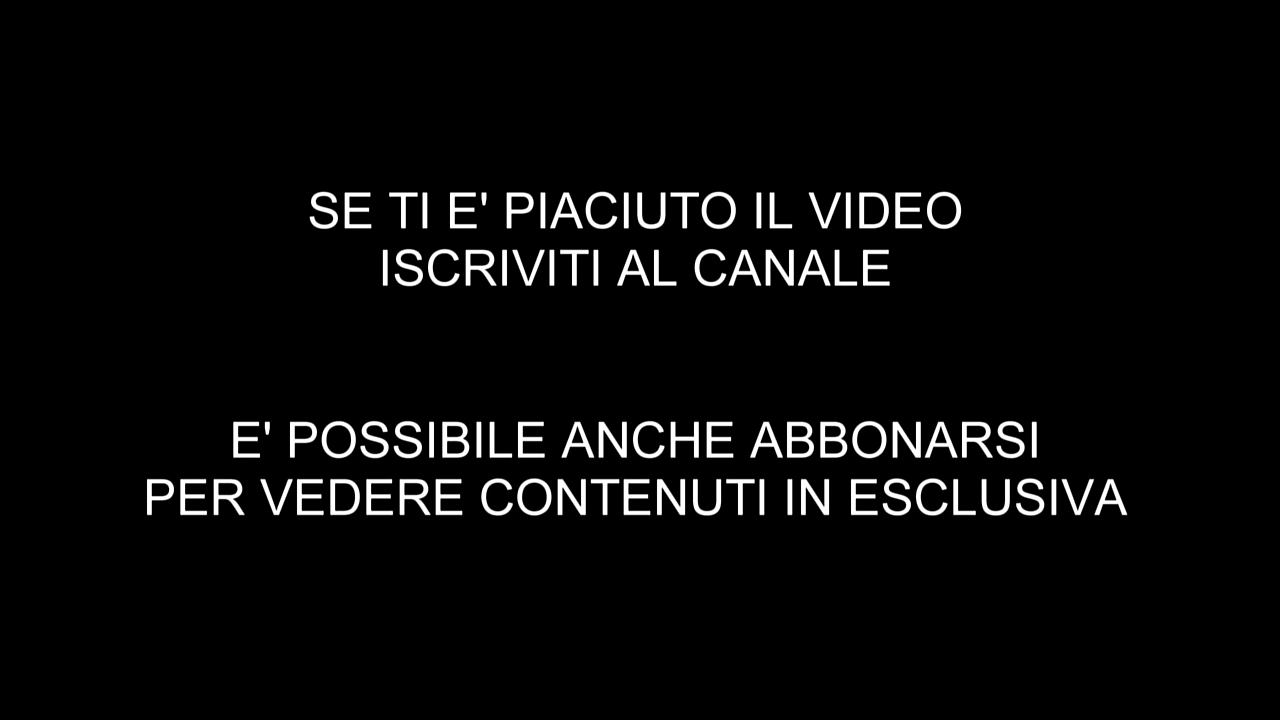 SE TI E' PIACIUTO IL VIDEO
ISCRIVITI AL CANALE
E' POSSIBILE ANCHE ABBONARSI
PER VEDERE CONTENUTI IN ESCLUSIVA